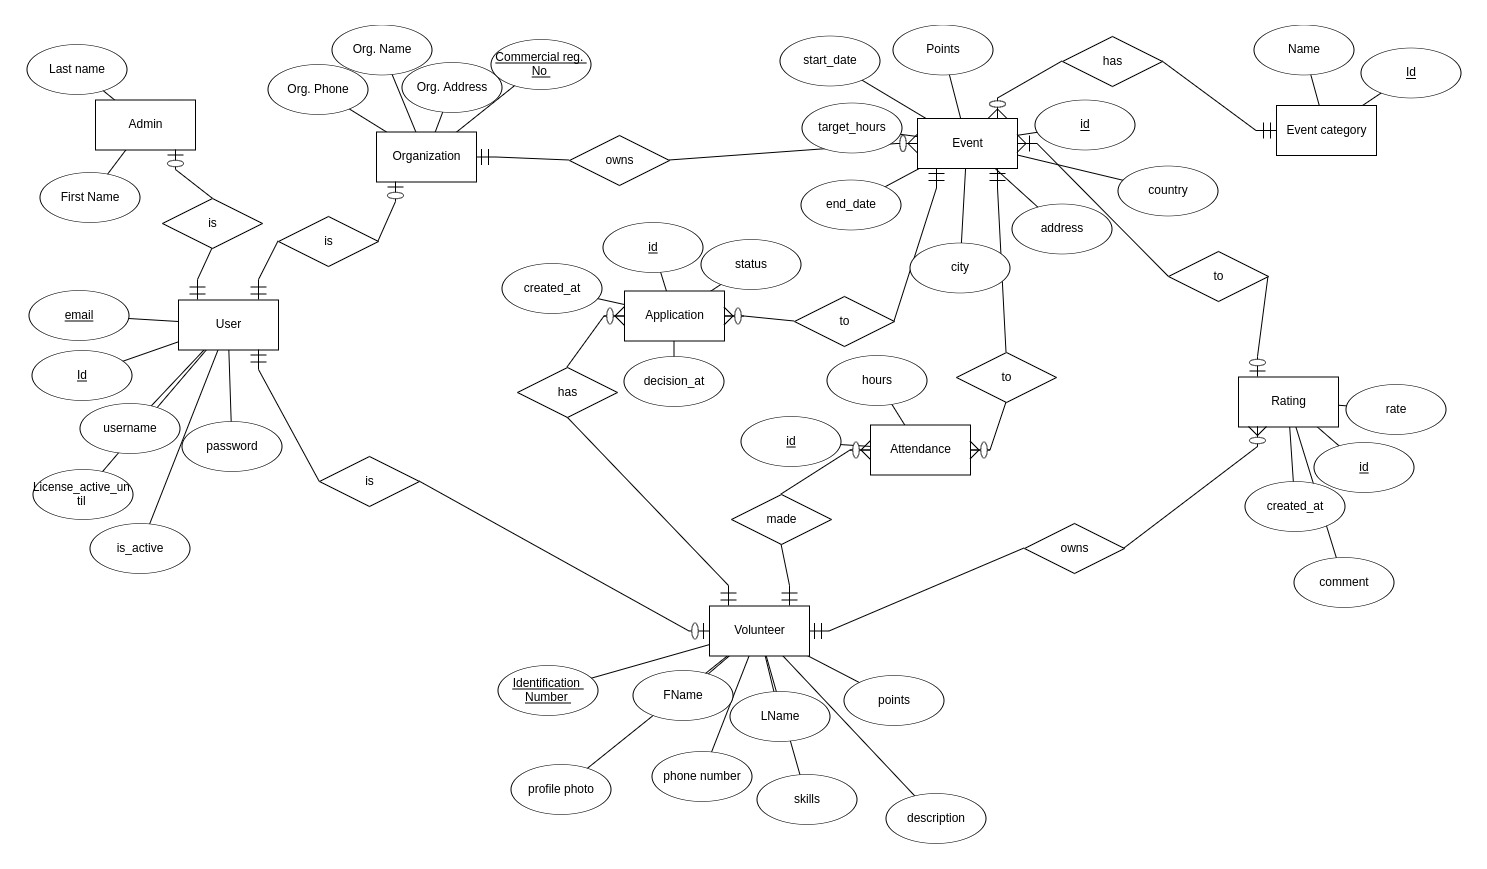 Org. Name
start_date
Points
Name
Last name
Commercial reg.
No
has
Id
Org. Phone
Org. Address
Admin
target_hours
id
Event category
Organization
owns
Event
First Name
end_date
country
is
is
address
id
status
city
to
created_at
email
User
Application
to
Id
has
decision_at
hours
to
Rating
rate
username
password
id
Attendance
id
License_active_un
til
is
made
created_at
is_active
owns
comment
Volunteer
Identification
Number
FName
LName
points
profile photo
phone number
skills
description